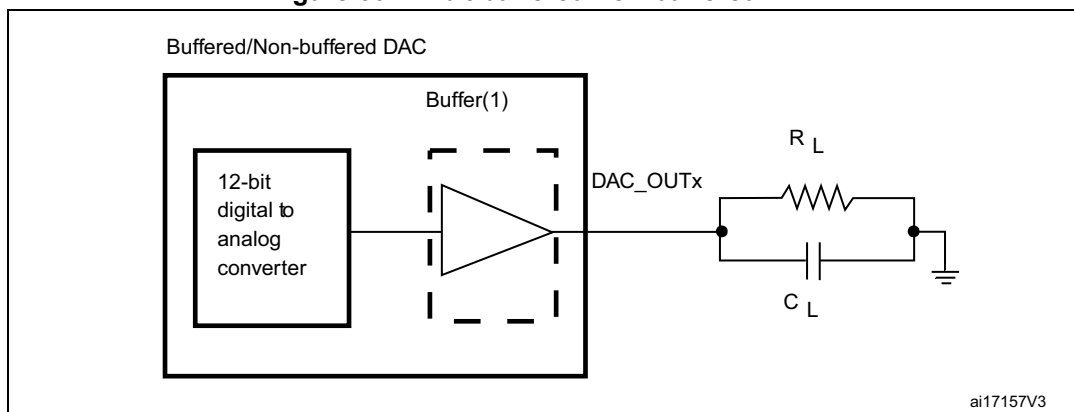 Buffered/Non-buffered DAC
Buffer(1)
12-bit
digital to
analog
converter
DAC_OUTx
R L
C L
ai17157V3